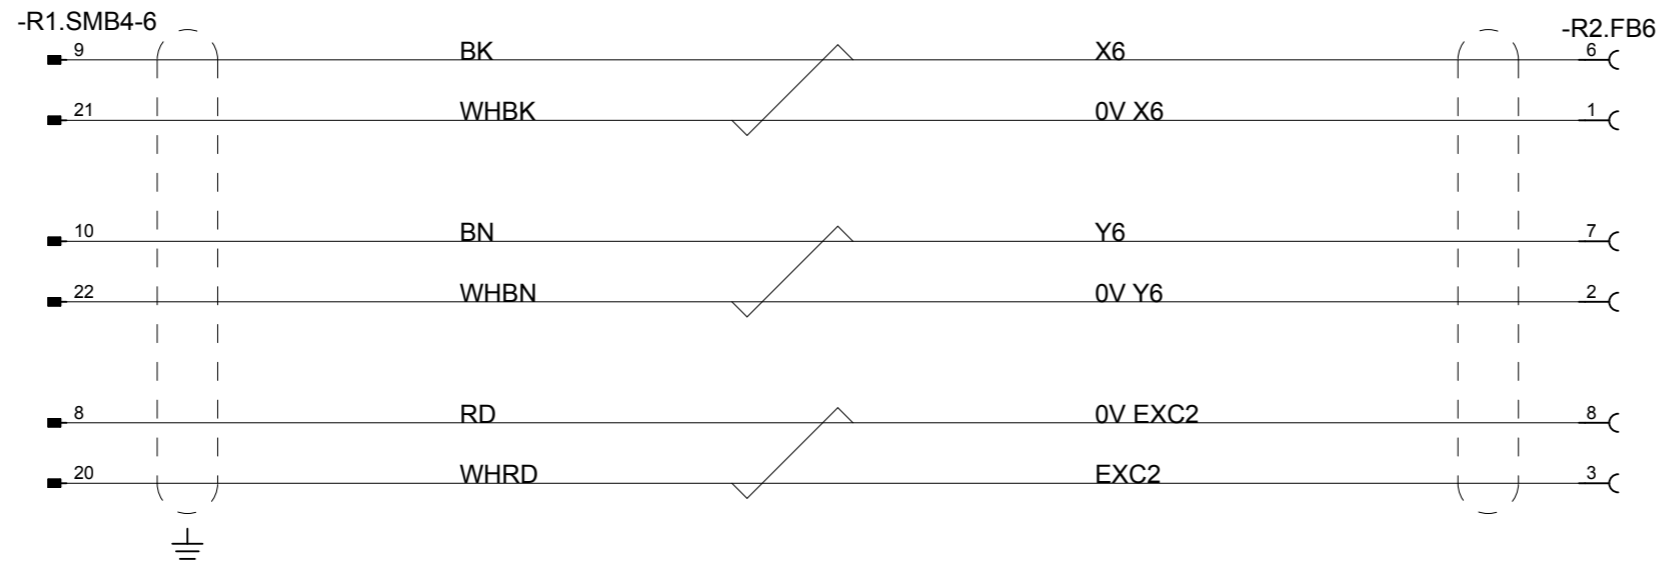 -R1.SMB4-6 -R2.FB6
9 BK X6 6
21 WHBK 0V X6 1
10 BN Y6 7
22 WHBN 0V Y6 2
8 RD 0V EXC2 8
20 WHRD EXC2 3